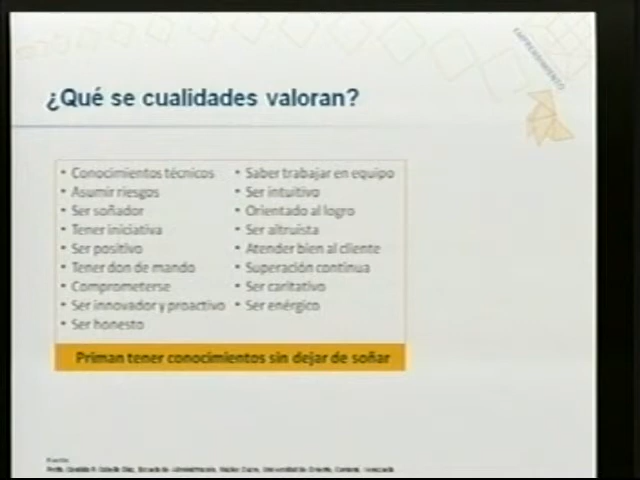 EMPRENDIMIENTO
¿Qué se cualidades valoran?
• Conocimientos técnicos
• Asumir riesgos
• Ser soñador
• Tener iniciativa
• Ser positivo
• Tener don de mando
• Comprometerse
• Ser innovador y proactivo
• Ser honesto
• Saber trabajar en equipo
• Ser intuitivo
• Orientado al logro
• Ser altruista
• Atender bien al cliente
• Superación continua
• Ser caritativo
• Ser enérgico
Priman tener conocimientos sin dejar de soñar